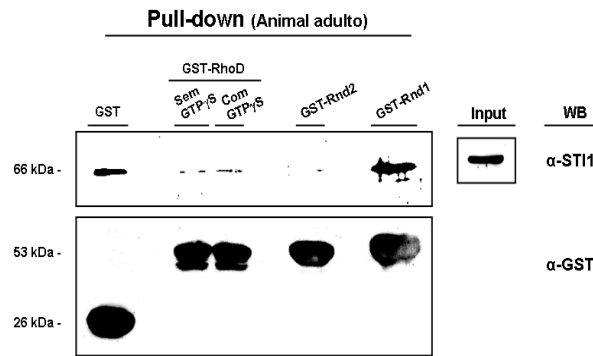 Pull-down (Animal adulto)
GST-RhoD
GST
Sem GTPγS
Com GTPγS
GST-Rnd2
GST-Rnd1
Input
WB
66 kDa -
α-STI1
53 kDa -
α-GST
26 kDa -